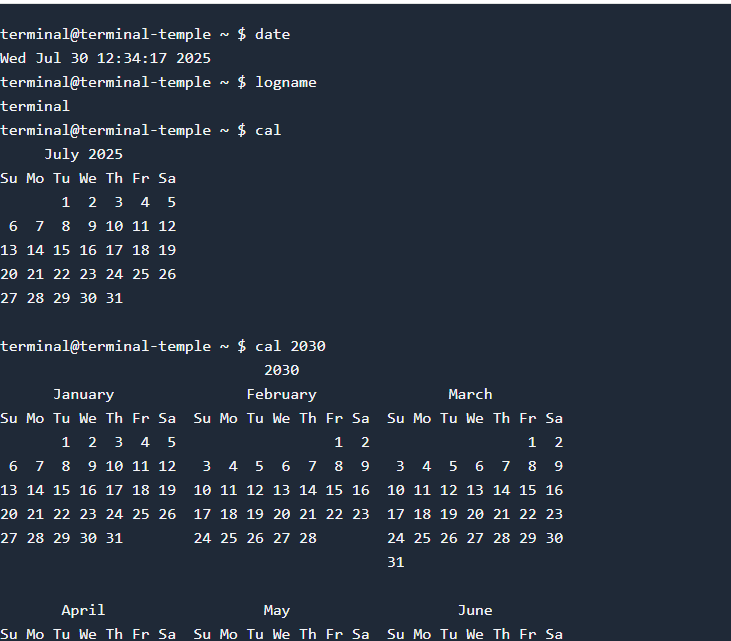 terminal@terminal-temple ~ $ date
Wed Jul 30 12:34:17 2025
terminal@terminal-temple ~ $ logname
terminal
terminal@terminal-temple ~ $ cal
     July 2025
Su Mo Tu We Th Fr Sa
       1  2  3  4  5
 6  7  8  9 10 11 12
13 14 15 16 17 18 19
20 21 22 23 24 25 26
27 28 29 30 31

terminal@terminal-temple ~ $ cal 2030
                              2030
      January               February               March
Su Mo Tu We Th Fr Sa  Su Mo Tu We Th Fr Sa  Su Mo Tu We Th Fr Sa
       1  2  3  4  5                  1  2                  1  2
 6  7  8  9 10 11 12   3  4  5  6  7  8  9   3  4  5  6  7  8  9
13 14 15 16 17 18 19  10 11 12 13 14 15 16  10 11 12 13 14 15 16
20 21 22 23 24 25 26  17 18 19 20 21 22 23  17 18 19 20 21 22 23
27 28 29 30 31        24 25 26 27 28        24 25 26 27 28 29 30
                                            31

       April                  May                   June
Su Mo Tu We Th Fr Sa  Su Mo Tu We Th Fr Sa  Su Mo Tu We Th Fr Sa